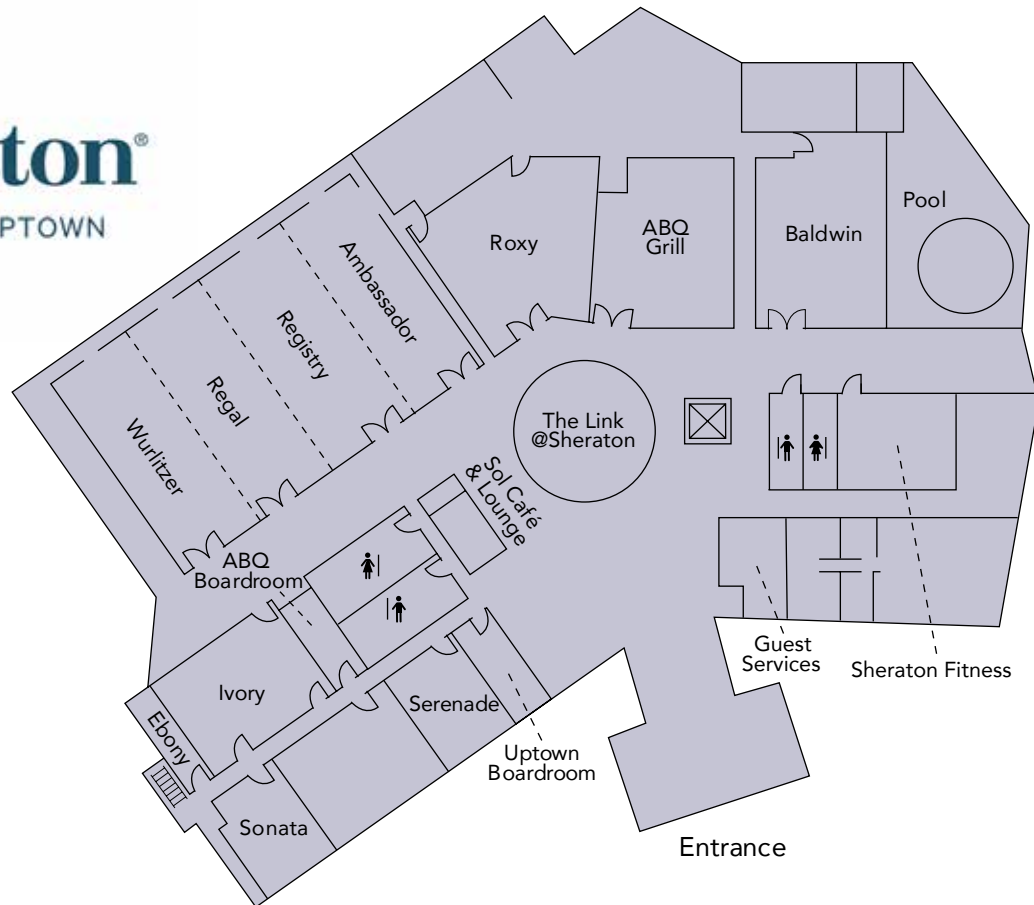 ton®
PTOWN
Pool
Roxy
ABQ
Grill
Baldwin
Ambassador
Registry
Regal
Wurlitzer
The Link
@Sheraton
Sol Café
& Lounge
ABQ
Boardroom
Guest
Services
Sheraton Fitness
Ivory
Serenade
Ebony
Uptown
Boardroom
Sonata
Entrance